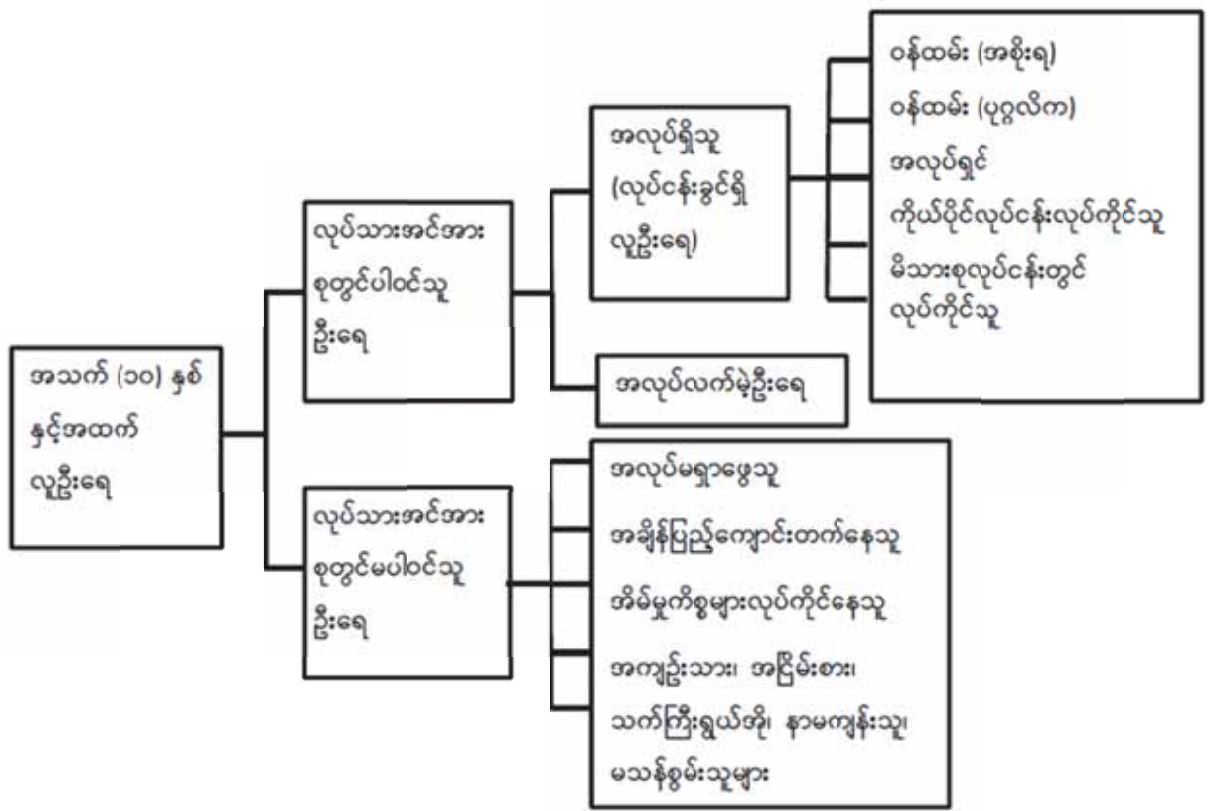 အသက် (၁၀) နှစ်
နှင့်အထက်
လူဦးရေ
လုပ်သားအင်အား
စုတွင်ပါဝင်သူ
ဦးရေ
အလုပ်ရှိသူ
(လုပ်ငန်းခွင်ရှိ
လူဦးရေ)
ဝန်ထမ်း (အစိုးရ)
ဝန်ထမ်း (ပုဂ္ဂလိက)
အလုပ်ရှင်
ကိုယ်ပိုင်လုပ်ငန်းလုပ်ကိုင်သူ
မိသားစုလုပ်ငန်းတွင်
လုပ်ကိုင်သူ
အလုပ်လက်မဲ့ဦးရေ
လုပ်သားအင်အား
စုတွင်မပါဝင်သူ
ဦးရေ
အလုပ်မရှာဖွေသူ
အချိန်ပြည့်ကျောင်းတက်နေသူ
အိမ်မှုကိစ္စများလုပ်ကိုင်နေသူ
အကျဉ်းသား၊ အငြိမ်းစား၊
သက်ကြီးရွယ်အို၊ နာမကျန်းသူ၊
မသန်စွမ်းသူများ